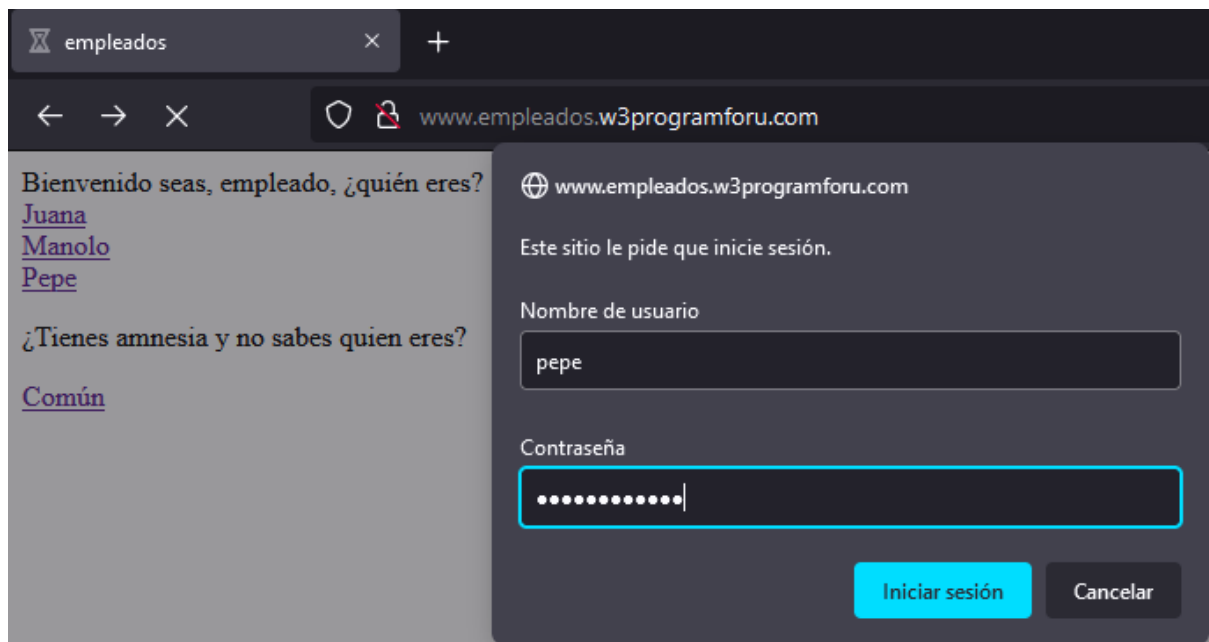 empleados
www.empleados.w3programforu.com
Bienvenido seas, empleado, ¿quién eres?
Juana
Manolo
Pepe
¿Tienes amnesia y no sabes quien eres?
Común
www.empleados.w3programforu.com
Este sitio le pide que inicie sesión.
Nombre de usuario
pepe
Contraseña
••••••••••••
Iniciar sesión
Cancelar